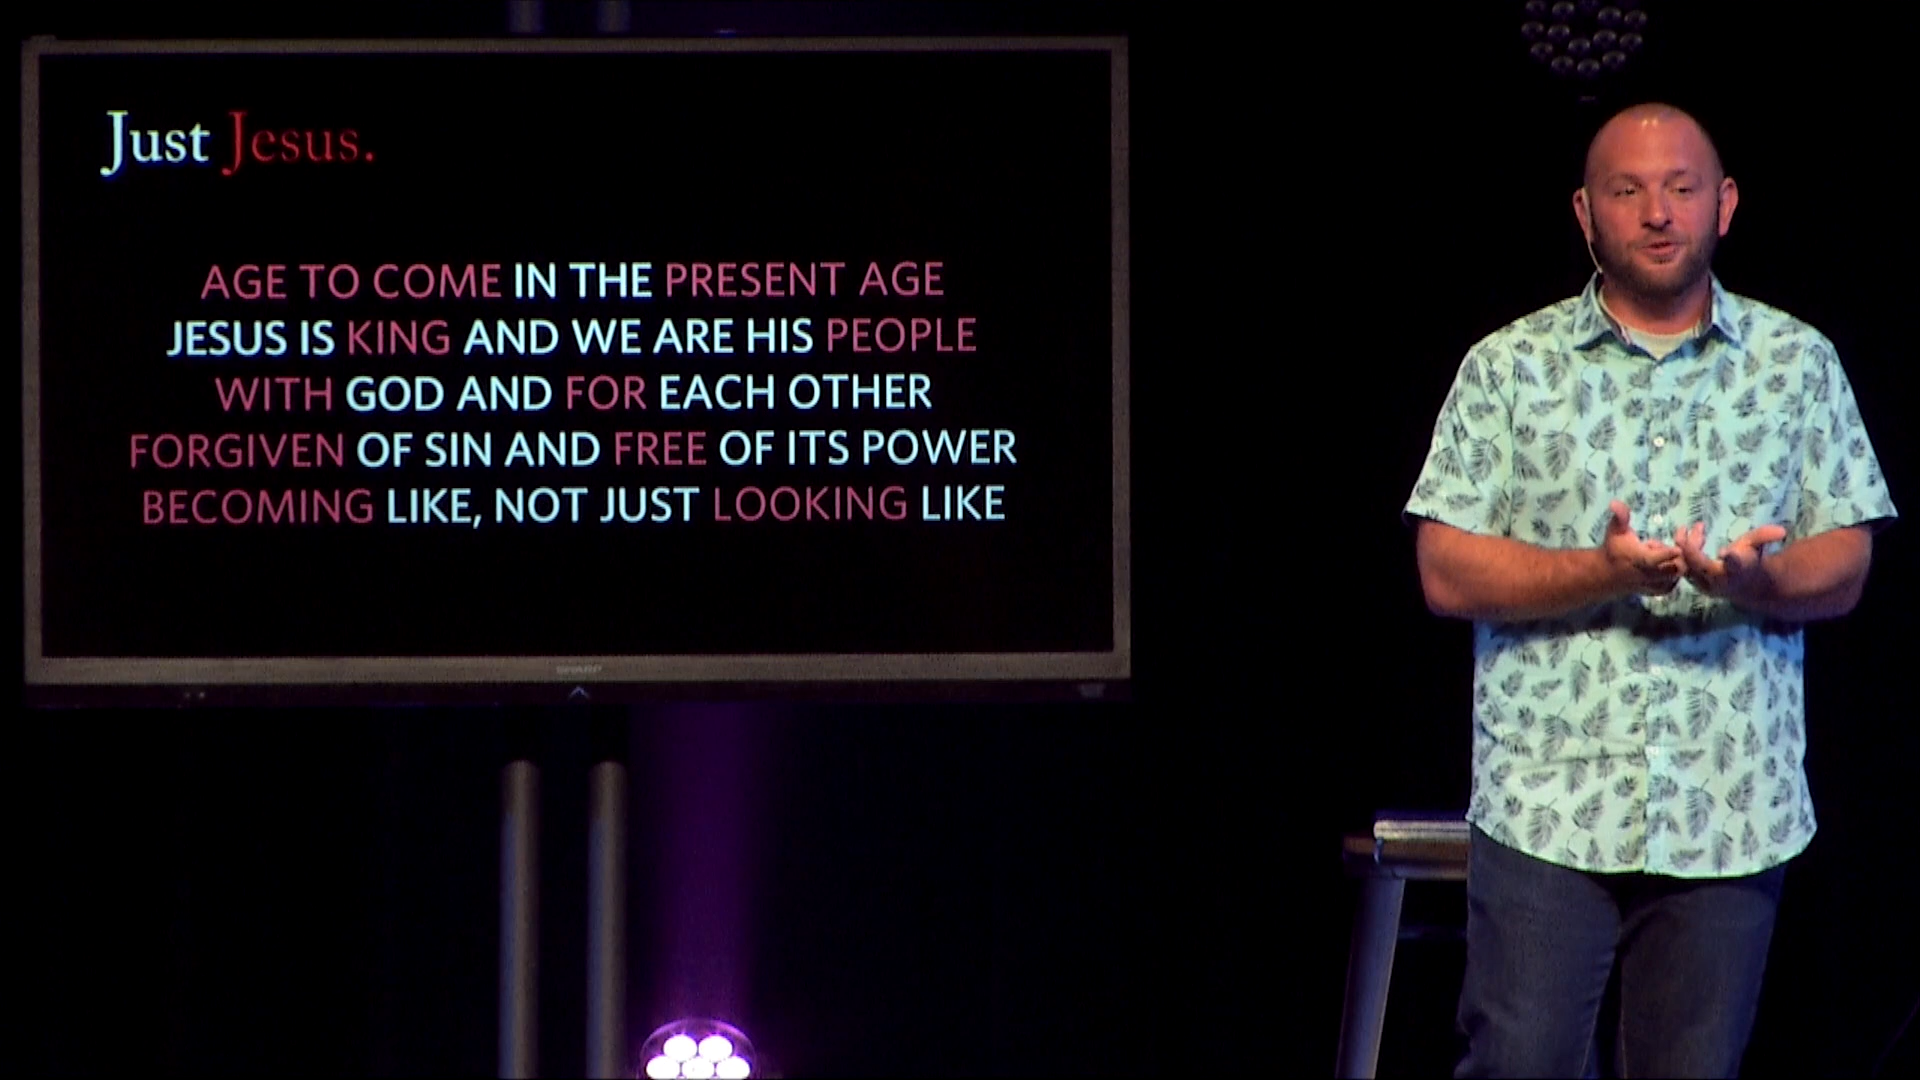 Just Jesus.
AGE TO COME IN THE PRESENT AGE
JESUS IS KING AND WE ARE HIS PEOPLE
WITH GOD AND FOR EACH OTHER
FORGIVEN OF SIN AND FREE OF ITS POWER
BECOMING LIKE, NOT JUST LOOKING LIKE
SHARP